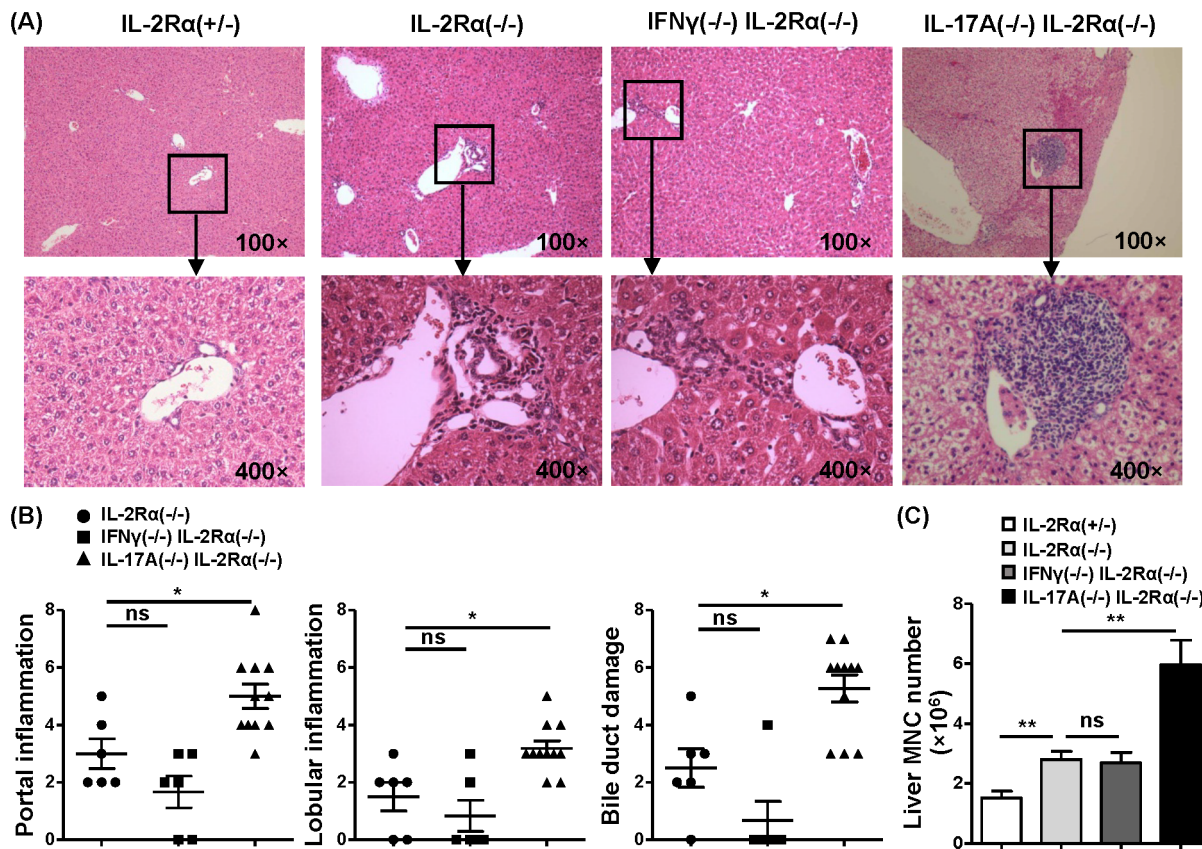 (A)
IL-2Rα(+/-) IL-2Rα(-/-) IFNγ(-/-) IL-2Rα(-/-) IL-17A(-/-) IL-2Rα(-/-)
100× 100× 100× 100×
400× 400× 400× 400×
(B)
IL-2Rα(-/-)
IFNγ(-/-) IL-2Rα(-/-)
IL-17A(-/-) IL-2Rα(-/-)
Portal inflammation
8
6
4
2
0
*
ns
Lobular inflammation
8
6
4
2
0
*
ns
Bile duct damage
8
6
4
2
0
*
ns
(C)
IL-2Rα(+/-)
IL-2Rα(-/-)
IFNγ(-/-) IL-2Rα(-/-)
IL-17A(-/-) IL-2Rα(-/-)
Liver MNC number
(×10⁶)
8
6
4
2
0
**
** ns